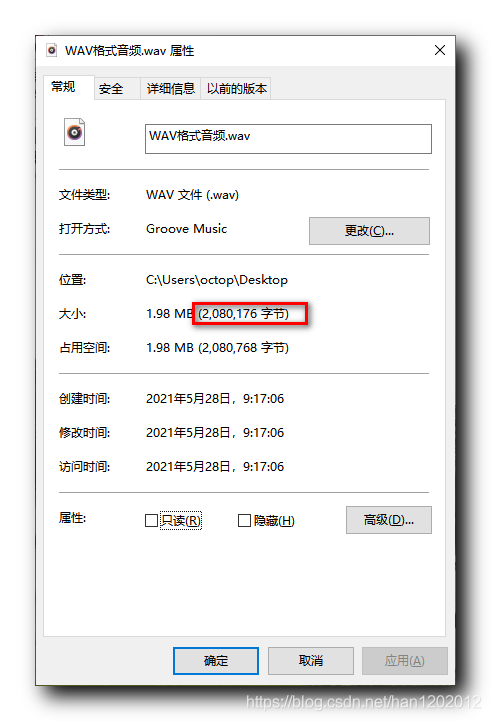 WAV格式音频.wav 属性
常规 安全 详细信息 以前的版本
WAV格式音频.wav
文件类型: WAV 文件 (.wav)
打开方式: Groove Music 更改(C)...
位置: C:\Users\octop\Desktop
大小: 1.98 MB (2,080,176 字节)
占用空间: 1.98 MB (2,080,768 字节)
创建时间: 2021年5月28日，9:17:06
修改时间: 2021年5月28日，9:17:06
访问时间: 2021年5月28日，9:17:06
属性: 只读(R) 隐藏(H) 高级(D)...
确定 取消 应用(A)
https://blog.csdn.net/han1202012